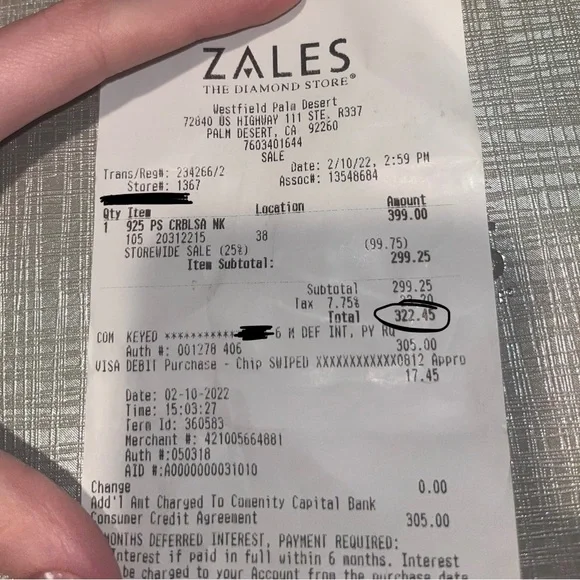 ZALES
THE DIAMOND STORE®
Westfield Palm Desert
72840 US HIGHWAY 111 STE. R337
PALM DESERT, CA 92260
7603401644
SALE
Trans/Reg#: 234266/2 Date: 2/10/22, 2:59 PM
Store#: 1367 Assoc#: 13548684
Qty Item Location Amount
1 925 PS CRBLSA NK 399.00
105 20312215 38
STOREWIDE SALE (25%) (99.75)
Item Subtotal: 299.25
Subtotal 299.25
Tax 7.75% 23.20
Total 322.45
COM KEYED *********** 6 M DEF INT, PY RQ
Auth #: 001278 406 305.00
VISA DEBIT Purchase - Chip SWIPED XXXXXXXXXXXX0812 Appro
17.45
Date: 02-10-2022
Time: 15:03:27
Term Id: 360583
Merchant #: 421005664881
Auth #:050318
AID #:A0000000031010
Change 0.00
Add'l Amt Charged To Comenity Capital Bank
Consumer Credit Agreement 305.00
MONTHS DEFERRED INTEREST, PAYMENT REQUIRED:
Interest if paid in full within 6 months. Interest
be charged to your Account from the purchase date